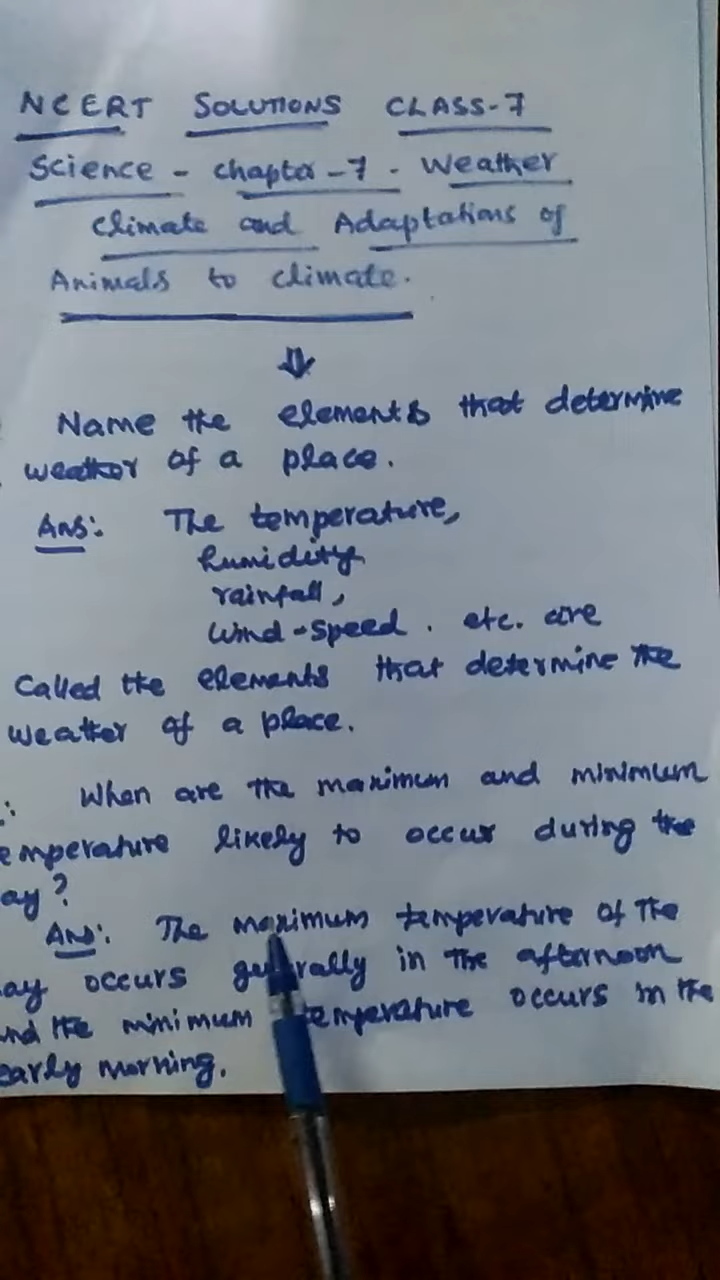 NCERT SOLUTIONS CLASS-7
Science - chapter-7 - Weather
climate and Adaptations of
Animals to climate.
Name the elements that determine
weather of a place.
Ans: The temperature,
humidity
rainfall,
wind-speed. etc. are
Called the elements that determine the
weather of a place.
When are the maximum and minimum
emperature likely to occur during the
ay?
Ans: The maximum temperature of the
ay occurs generally in the afternoon
and the minimum temperature occurs in the
early morning.